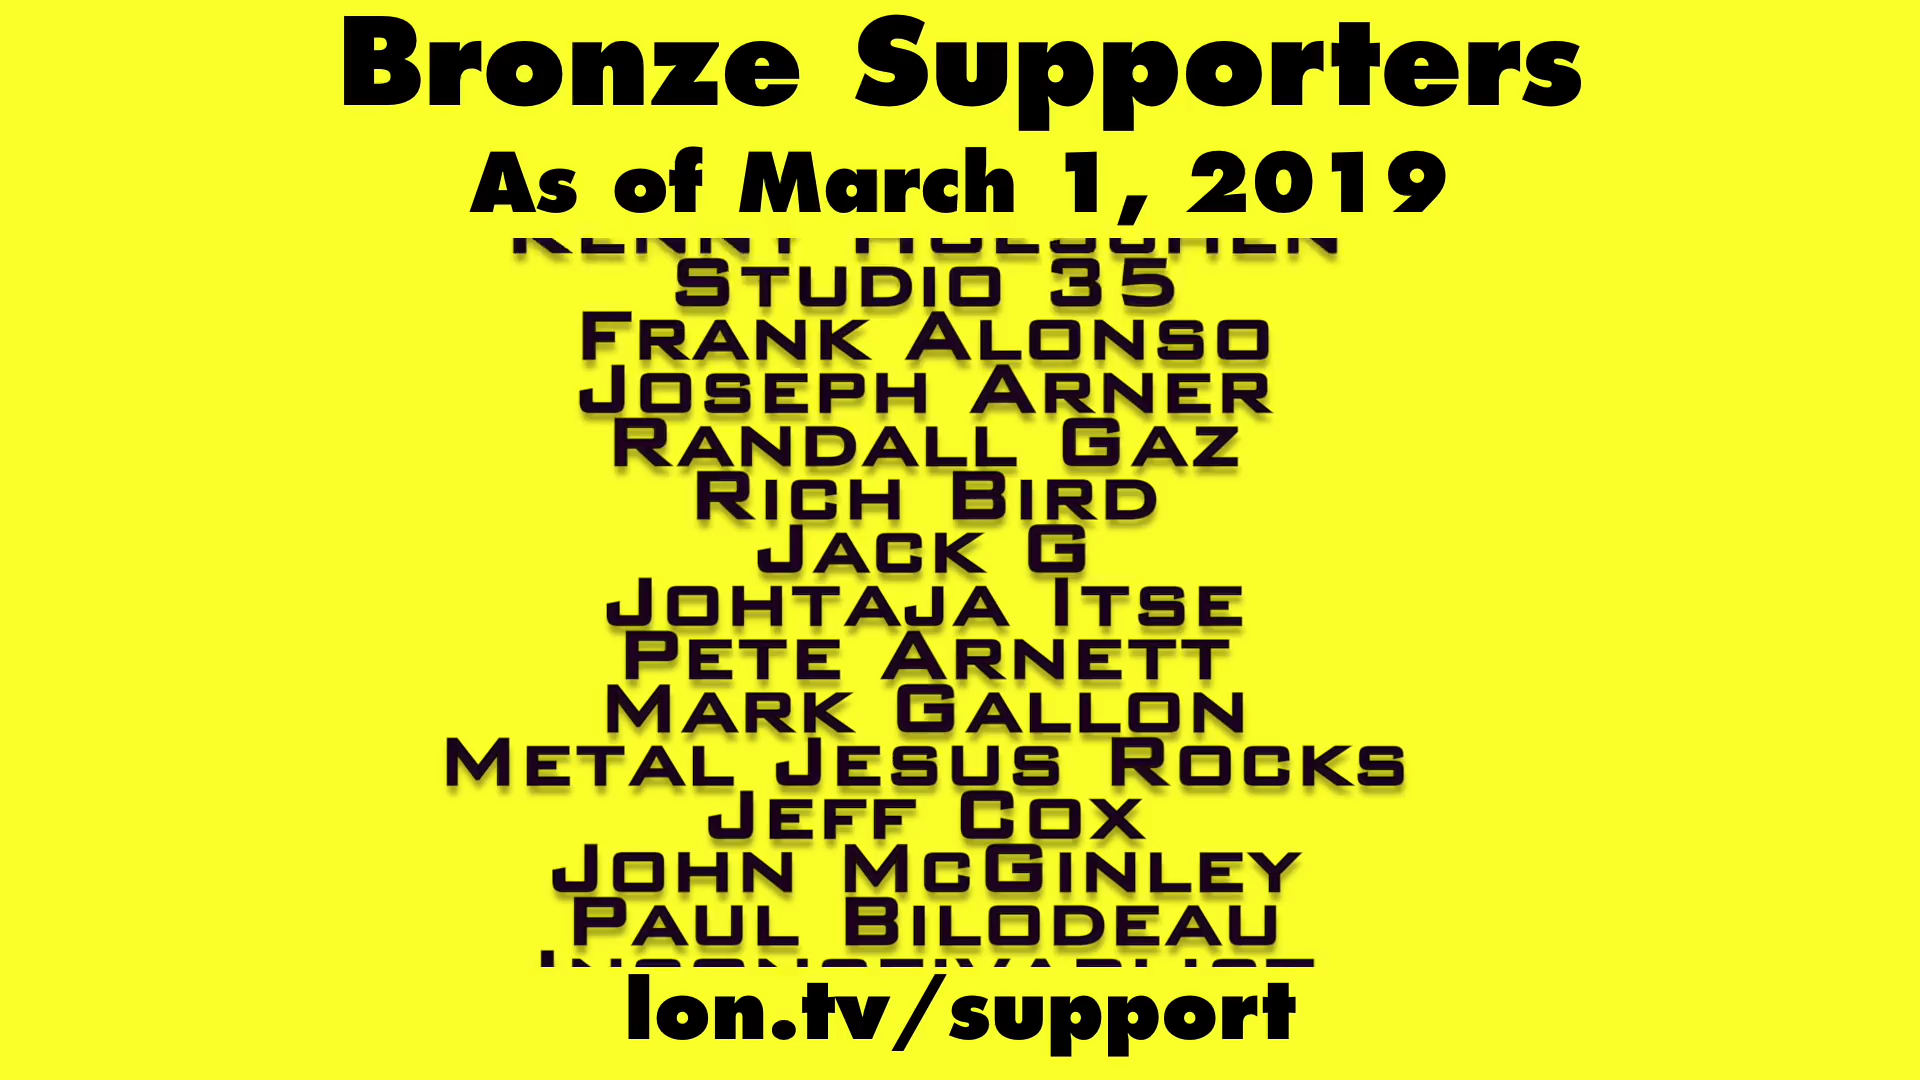 Bronze Supporters
As of March 1, 2019
Studio 35
Frank Alonso
Joseph Arner
Randall Gaz
Rich Bird
Jack G
Johtaja Itse
Pete Arnett
Mark Gallon
Metal Jesus Rocks
Jeff Cox
John McGinley
Paul Bilodeau
lon.tv/support